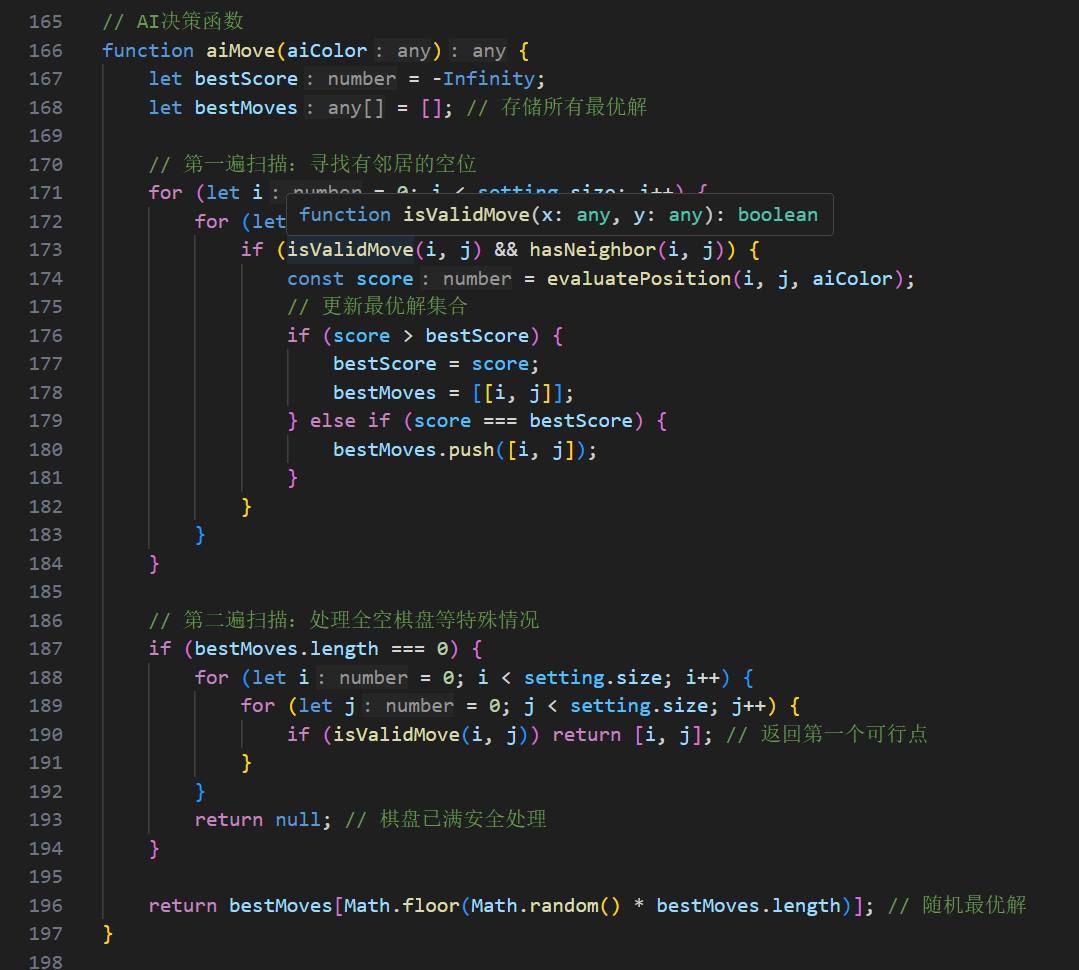 165 // AI决策函数
166 function aiMove(aiColor: any): any {
167 let bestScore: number = -Infinity;
168 let bestMoves: any[] = []; // 存储所有最优解
169
170 // 第一遍扫描：寻找有邻居的空位
171 for (let i: number = 0; i < setting.size; i++) {
172 for (let
function isValidMove(x: any, y: any): boolean
173 if (isValidMove(i, j) && hasNeighbor(i, j)) {
174 const score: number = evaluatePosition(i, j, aiColor);
175 // 更新最优解集合
176 if (score > bestScore) {
177 bestScore = score;
178 bestMoves = [[i, j]];
179 } else if (score === bestScore) {
180 bestMoves.push([i, j]);
181 }
182 }
183 }
184 }
185
186 // 第二遍扫描：处理全空棋盘等特殊情况
187 if (bestMoves.length === 0) {
188 for (let i: number = 0; i < setting.size; i++) {
189 for (let j: number = 0; j < setting.size; j++) {
190 if (isValidMove(i, j)) return [i, j]; // 返回第一个可行点
191 }
192 }
193 return null; // 棋盘已满安全处理
194 }
195
196 return bestMoves[Math.floor(Math.random() * bestMoves.length)]; // 随机最优解
197 }
198